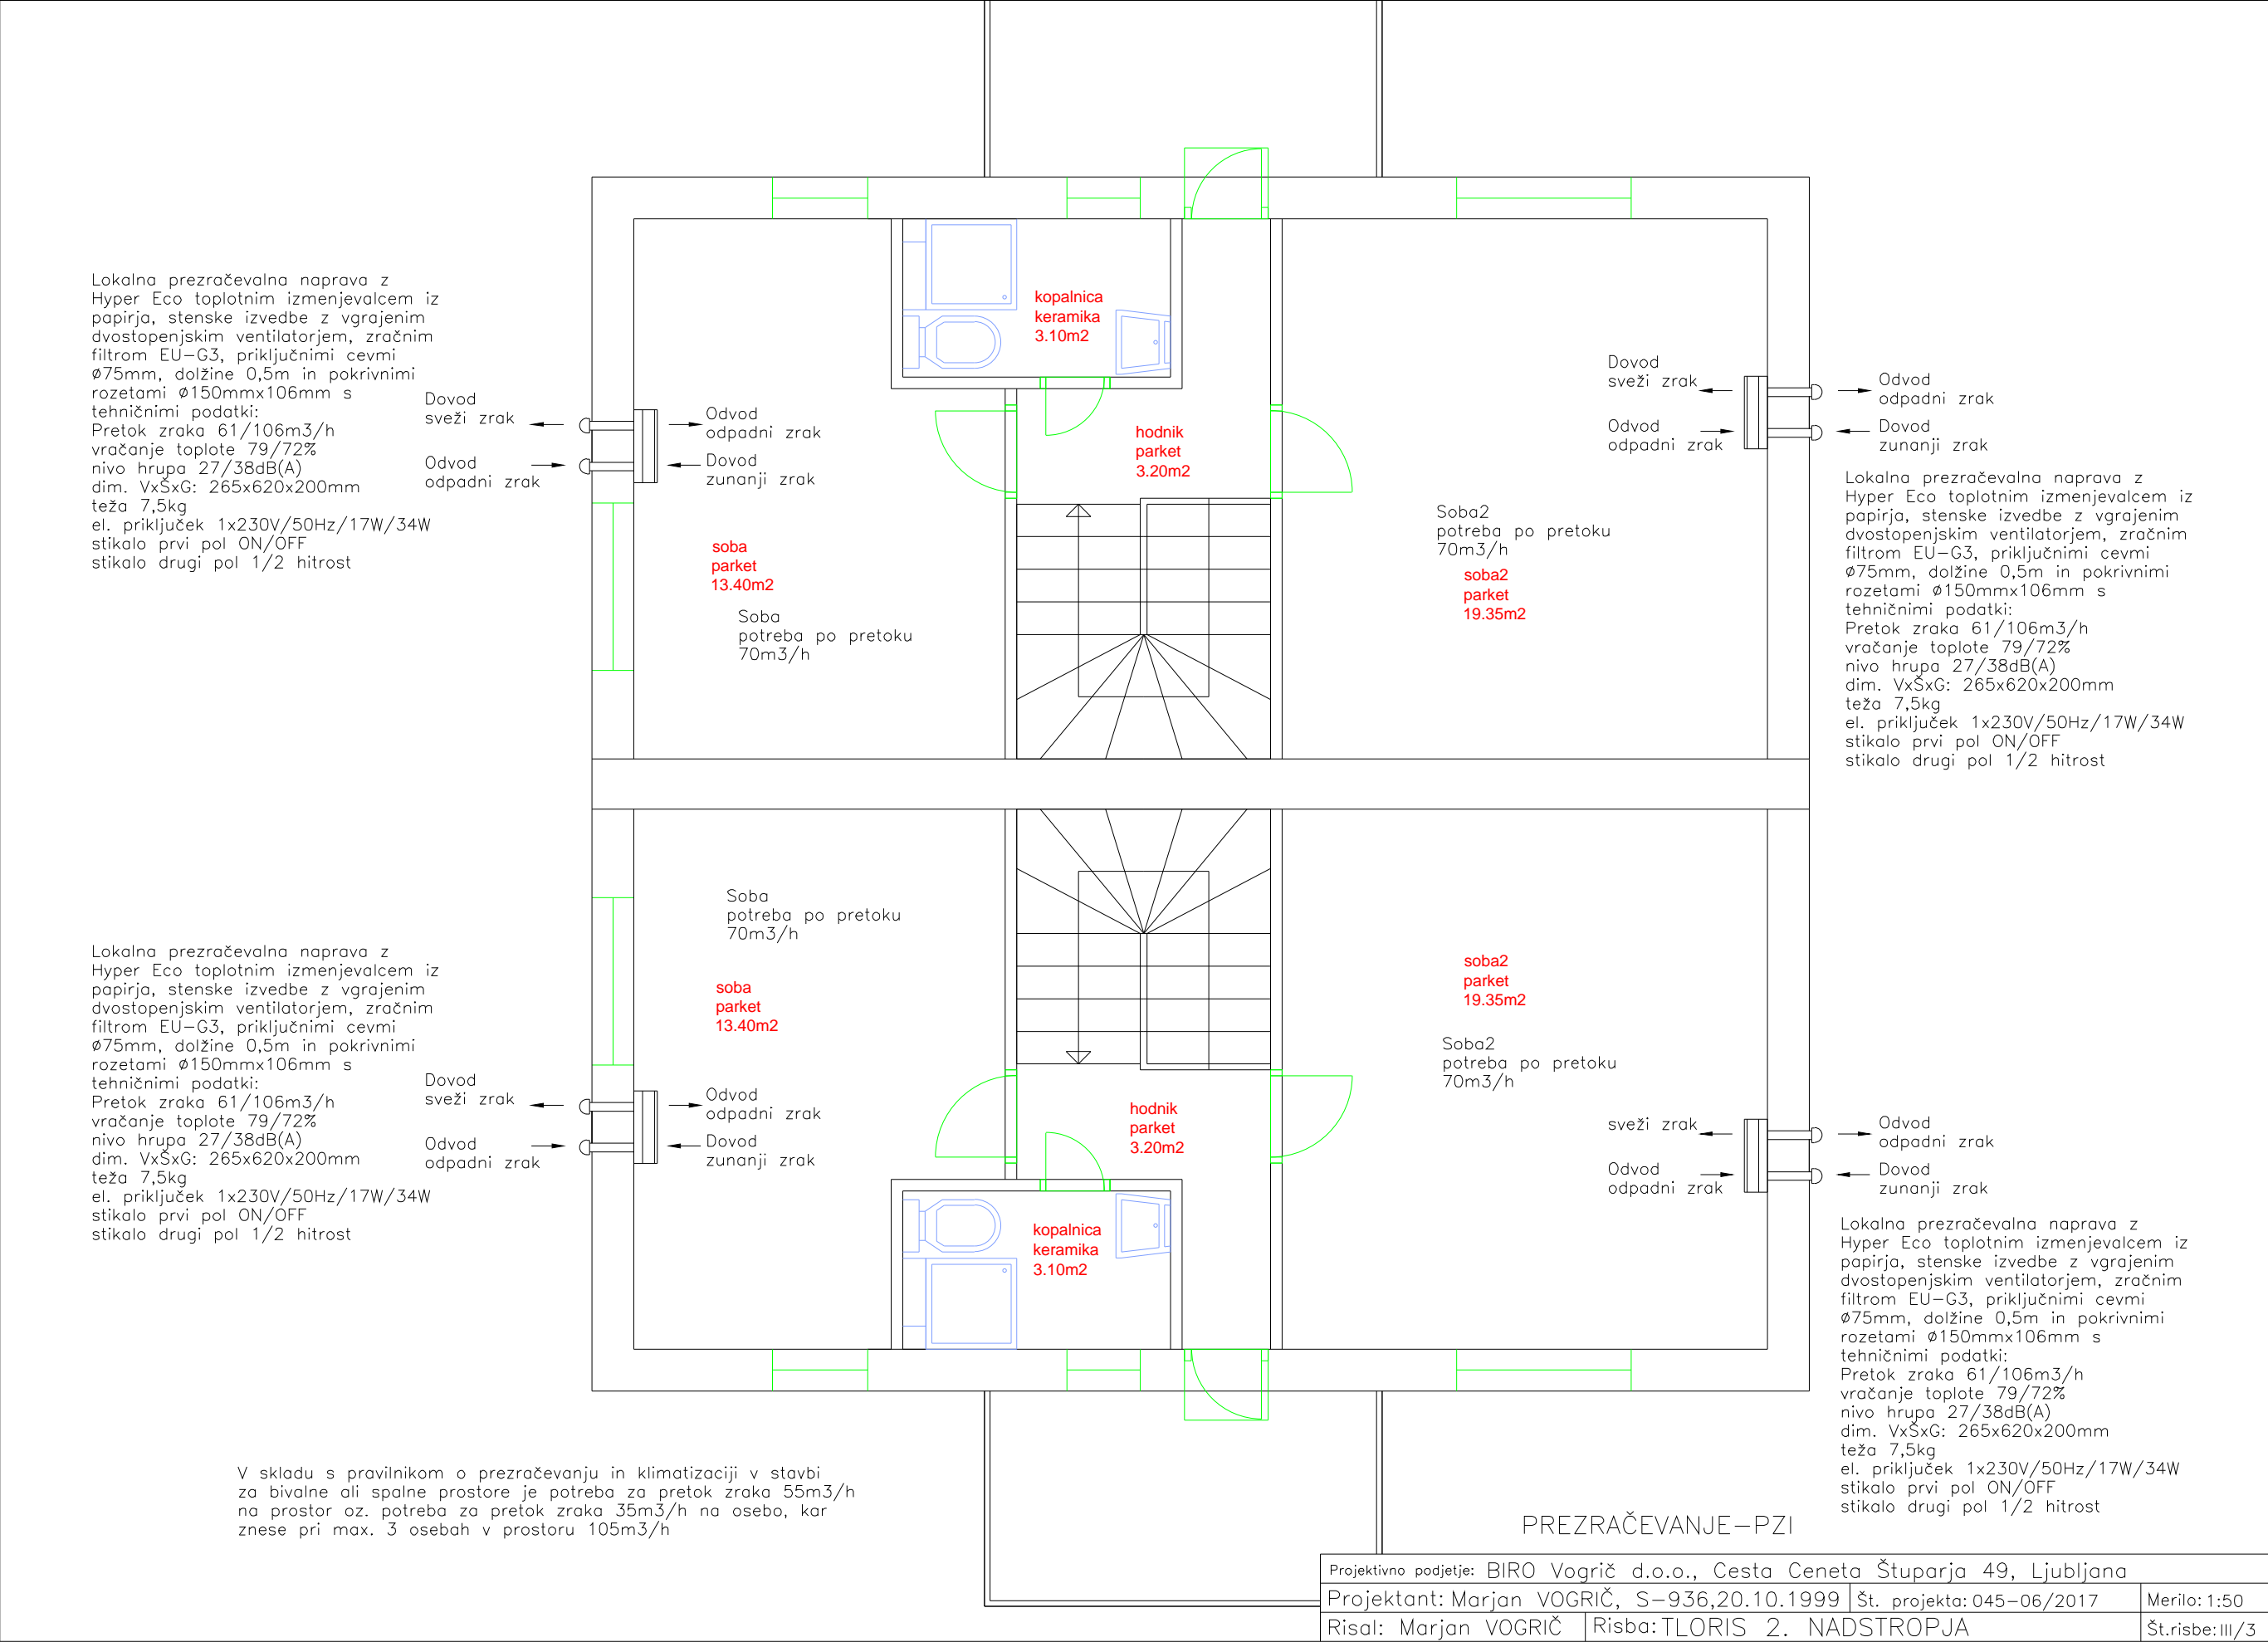 Lokalna prezračevalna naprava z
Hyper Eco toplotnim izmenjevalcem iz
papirja, stenske izvedbe z vgrajenim
dvostopenjskim ventilatorjem, zračnim
filtrom EU-G3, priključnimi cevmi
ø75mm, dolžine 0,5m in pokrivnimi
rozetami ø150mmx106mm s
tehničnimi podatki:
Pretok zraka 61/106m3/h
vračanje toplote 79/72%
nivo hrupa 27/38dB(A)
dim. VxŠxG: 265x620x200mm
teža 7,5kg
el. priključek 1x230V/50Hz/17W/34W
stikalo prvi pol ON/OFF
stikalo drugi pol 1/2 hitrost
Dovod
sveži zrak
Odvod
odpadni zrak
Odvod
odpadni zrak
Dovod
zunanji zrak
soba
parket
13.40m2
Soba
potreba po pretoku
70m3/h
kopalnica
keramika
3.10m2
hodnik
parket
3.20m2
Soba2
potreba po pretoku
70m3/h
soba2
parket
19.35m2
Dovod
sveži zrak
Odvod
odpadni zrak
Odvod
odpadni zrak
Dovod
zunanji zrak
Lokalna prezračevalna naprava z
Hyper Eco toplotnim izmenjevalcem iz
papirja, stenske izvedbe z vgrajenim
dvostopenjskim ventilatorjem, zračnim
filtrom EU-G3, priključnimi cevmi
ø75mm, dolžine 0,5m in pokrivnimi
rozetami ø150mmx106mm s
tehničnimi podatki:
Pretok zraka 61/106m3/h
vračanje toplote 79/72%
nivo hrupa 27/38dB(A)
dim. VxŠxG: 265x620x200mm
teža 7,5kg
el. priključek 1x230V/50Hz/17W/34W
stikalo prvi pol ON/OFF
stikalo drugi pol 1/2 hitrost
Lokalna prezračevalna naprava z
Hyper Eco toplotnim izmenjevalcem iz
papirja, stenske izvedbe z vgrajenim
dvostopenjskim ventilatorjem, zračnim
filtrom EU-G3, priključnimi cevmi
ø75mm, dolžine 0,5m in pokrivnimi
rozetami ø150mmx106mm s
tehničnimi podatki:
Pretok zraka 61/106m3/h
vračanje toplote 79/72%
nivo hrupa 27/38dB(A)
dim. VxŠxG: 265x620x200mm
teža 7,5kg
el. priključek 1x230V/50Hz/17W/34W
stikalo prvi pol ON/OFF
stikalo drugi pol 1/2 hitrost
Dovod
sveži zrak
Odvod
odpadni zrak
Soba
potreba po pretoku
70m3/h
soba
parket
13.40m2
Odvod
odpadni zrak
Dovod
zunanji zrak
hodnik
parket
3.20m2
kopalnica
keramika
3.10m2
soba2
parket
19.35m2
Soba2
potreba po pretoku
70m3/h
sveži zrak
Odvod
odpadni zrak
Odvod
odpadni zrak
Dovod
zunanji zrak
Lokalna prezračevalna naprava z
Hyper Eco toplotnim izmenjevalcem iz
papirja, stenske izvedbe z vgrajenim
dvostopenjskim ventilatorjem, zračnim
filtrom EU-G3, priključnimi cevmi
ø75mm, dolžine 0,5m in pokrivnimi
rozetami ø150mmx106mm s
tehničnimi podatki:
Pretok zraka 61/106m3/h
vračanje toplote 79/72%
nivo hrupa 27/38dB(A)
dim. VxŠxG: 265x620x200mm
teža 7,5kg
el. priključek 1x230V/50Hz/17W/34W
stikalo prvi pol ON/OFF
stikalo drugi pol 1/2 hitrost
V skladu s pravilnikom o prezračevanju in klimatizaciji v stavbi
za bivalne ali spalne prostore je potreba za pretok zraka 55m3/h
na prostor oz. potreba za pretok zraka 35m3/h na osebo, kar
znese pri max. 3 osebah v prostoru 105m3/h
PREZRAČEVANJE-PZI
Projektivno podjetje: BIRO Vogrič d.o.o., Cesta Ceneta Štuparja 49, Ljubljana
Projektant: Marjan VOGRIČ, S-936,20.10.1999 Št. projekta: 045-06/2017 Merilo: 1:50
Risal: Marjan VOGRIČ Risba: TLORIS 2. NADSTROPJA Št.risbe: III/3